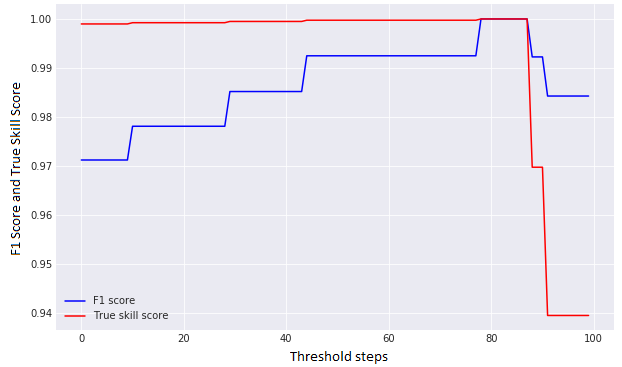 1.00
0.99
0.98
0.97
0.96
0.95
0.94
F1 Score and True Skill Score
F1 score
True skill score
0 20 40 60 80 100
Threshold steps